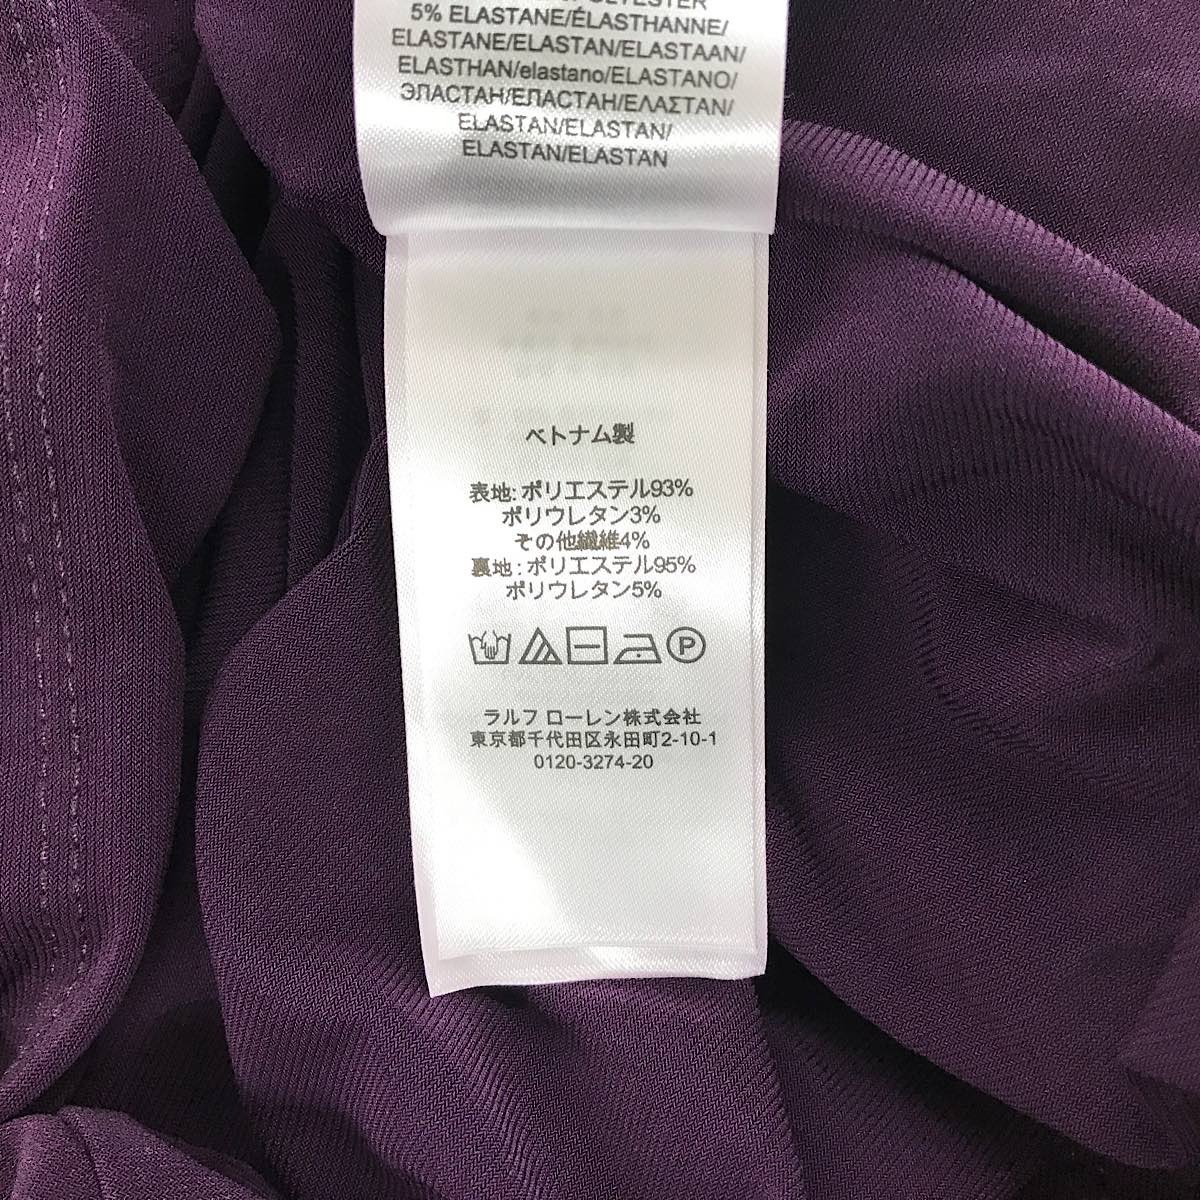 POLYESTER
5% ELASTANE/ÉLASTHANNE/
ELASTANE/ELASTAN/ELASTAAN/
ELASTHAN/elastano/ELASTANO/
ЭЛАСТАН/ЕЛАСТАН/ΕΛΑΣΤΑΝ/
ELASTAN/ELASTAN/
ELASTAN/ELASTAN
ベトナム製
表地: ポリエステル93%
ポリウレタン3%
その他繊維4%
裏地: ポリエステル95%
ポリウレタン5%
P
ラルフ ローレン株式会社
東京都千代田区永田町2-10-1
0120-3274-20